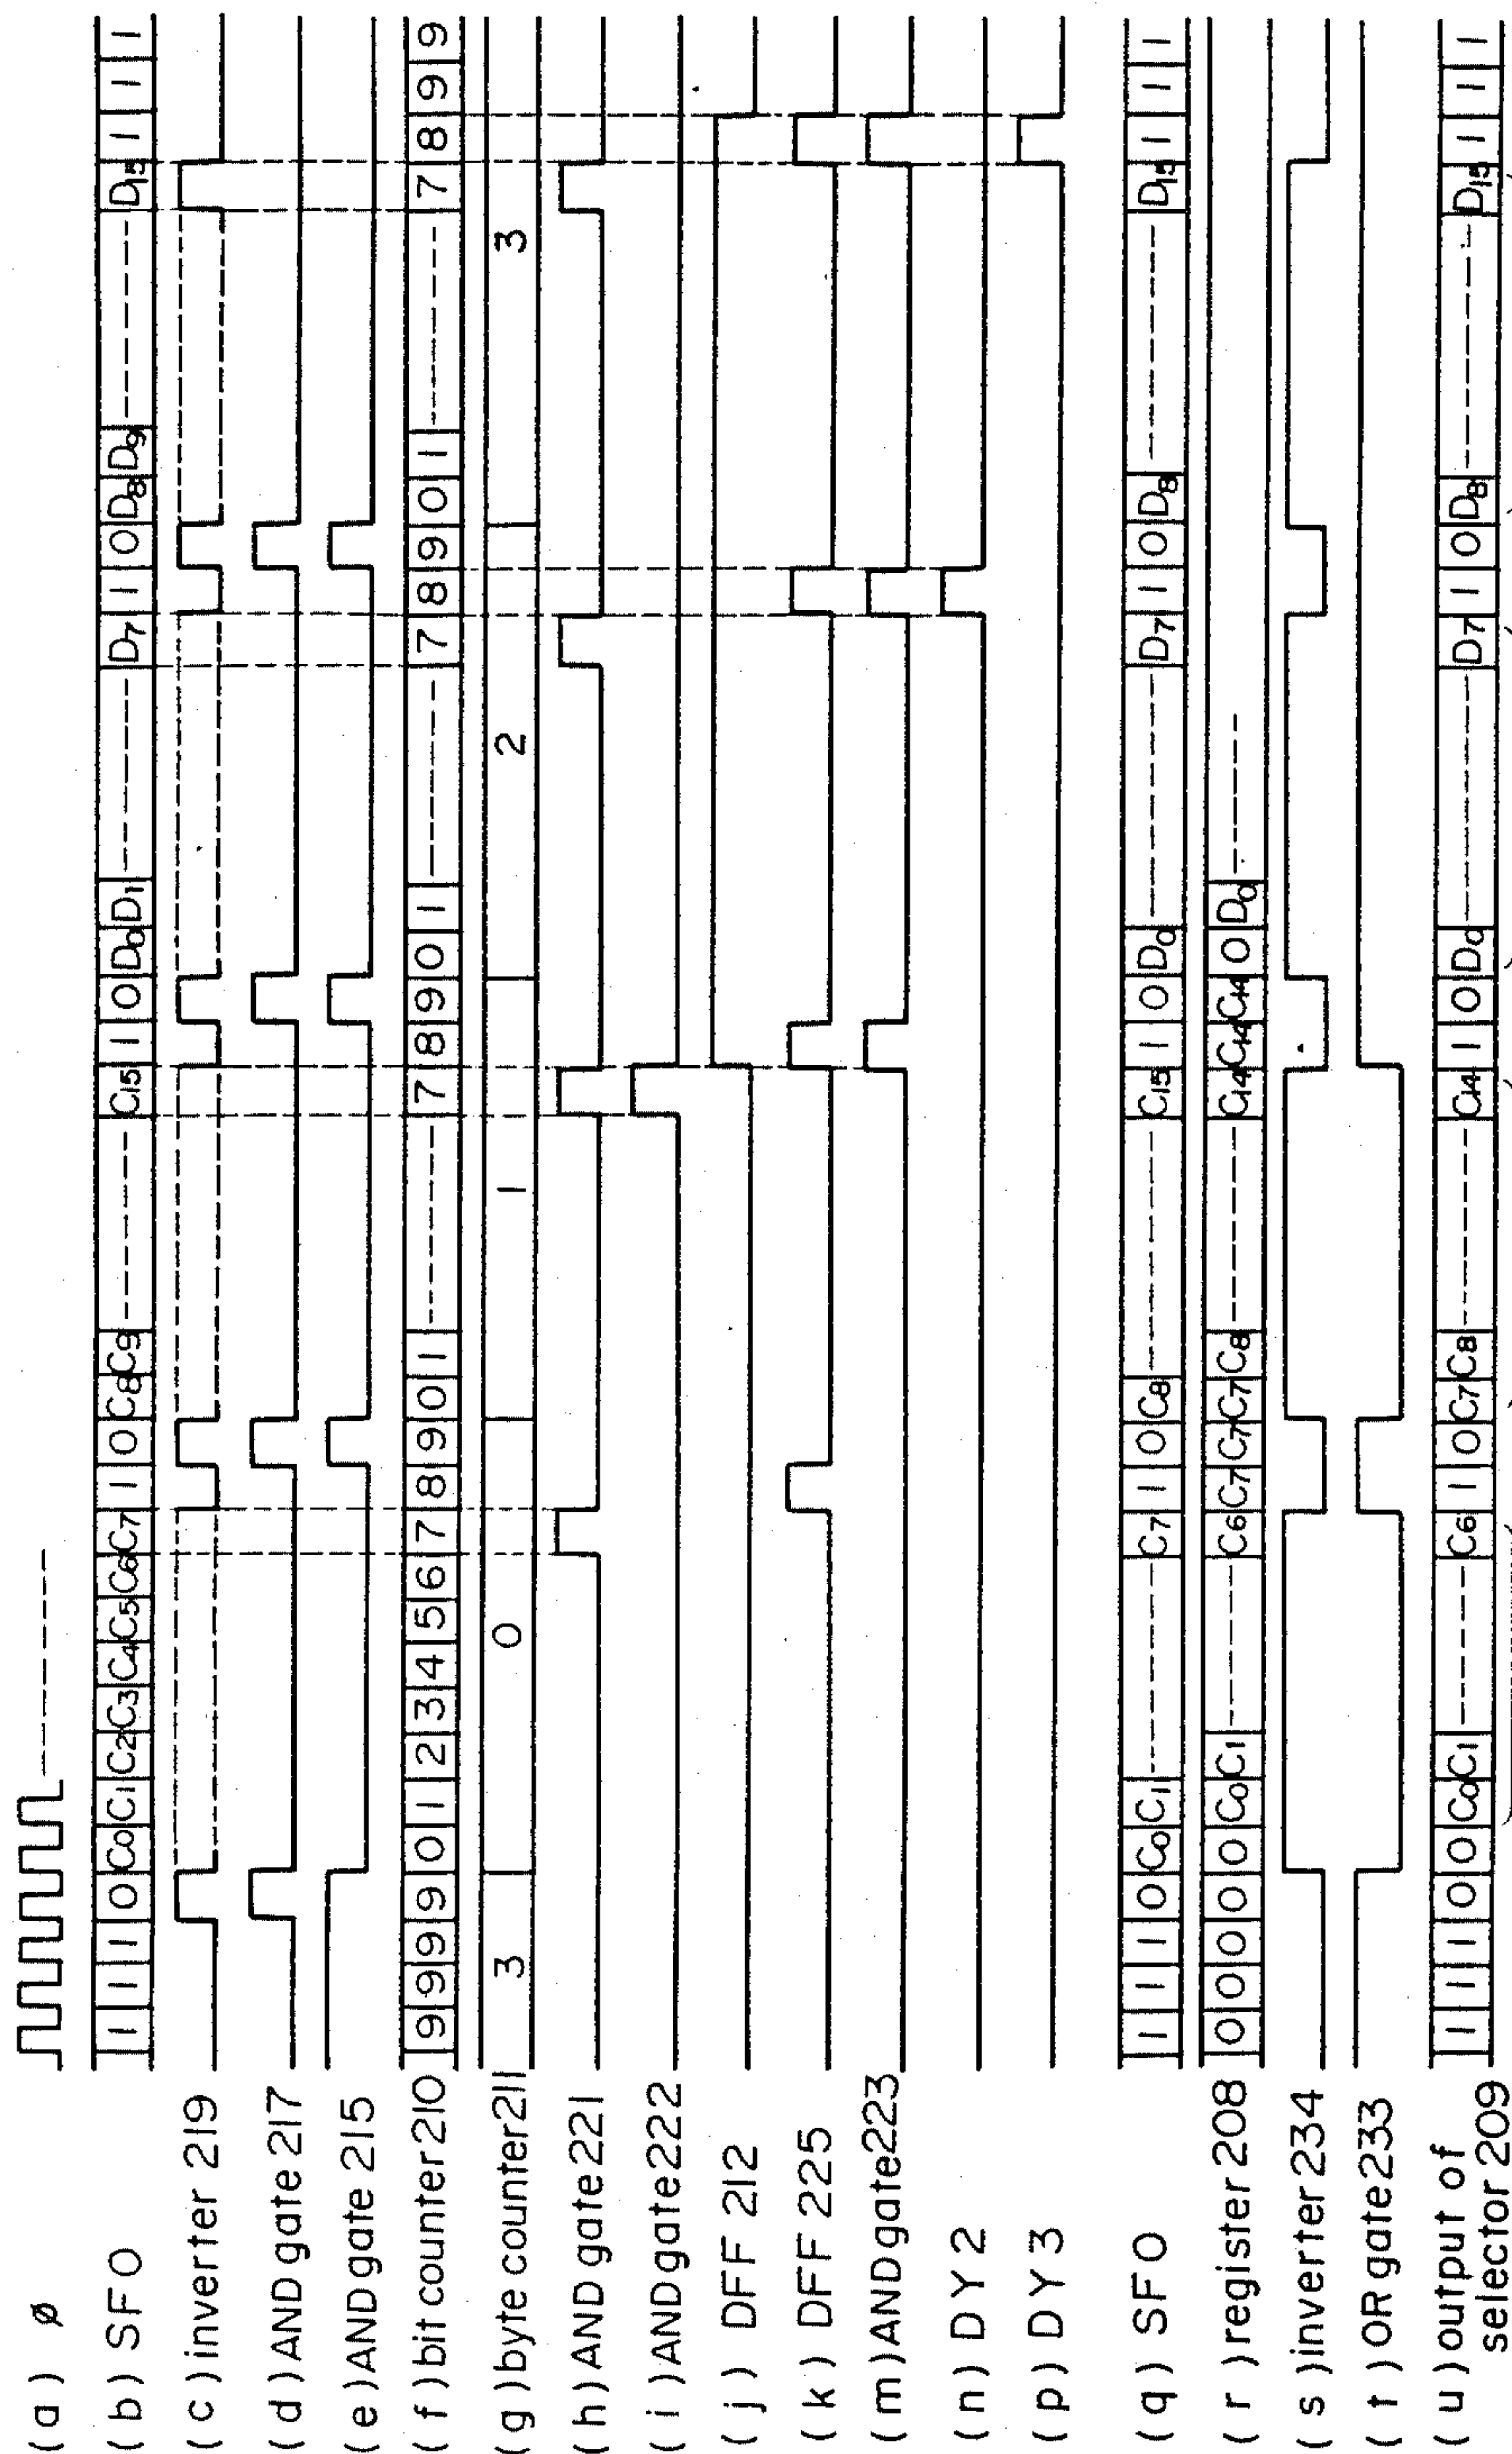 (a) ø
(b) SFO 1 1 1 0 C0 C1 C2 C3 C4 C5 C6 C7 1 0 C8 C9 ------ C15 1 0 D0 D1 ------ D7 1 0 D8 D9 ------ D15 1 1 1
(c) inverter 219
(d) AND gate 217
(e) AND gate 215
(f) bit counter 210 9 9 9 9 0 1 2 3 4 5 6 7 8 9 0 1 ------ 7 8 9 0 1 ------ 7 8 9 0 1 ------ 7 8 9 9
(g) byte counter 211 3 0 1 2 3
(h) AND gate 221
(i) AND gate 222
(j) DFF 212
(k) DFF 225
(m) AND gate 223
(n) DY 2
(p) DY 3
(q) SFO 1 1 1 0 C0 C1 ------ C7 1 0 C8 ------ C15 1 0 D0 ------ D7 1 0 D8 ------ D15 1 1 1
(r) register 208 0 0 0 0 0 C0 C1 ------ C6 C7 C7 C7 C8 ------ C14 C14 C14 0 D0 ------
(s) inverter 234
(t) OR gate 233
(u) output of 1 1 1 0 0 C0 C1 ------ C6 1 0 C7 C8 ------ C14 1 0 D0 ------ D7 1 0 D8 ------ D15 1 1 1
selector 209